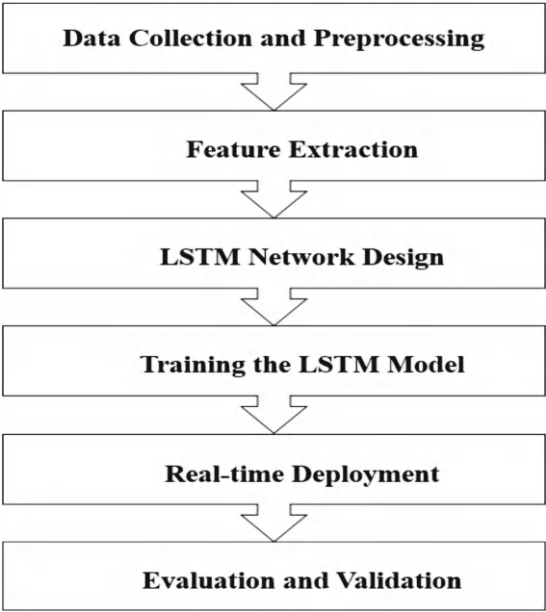 Data Collection and Preprocessing
Feature Extraction
LSTM Network Design
Training the LSTM Model
Real-time Deployment
Evaluation and Validation